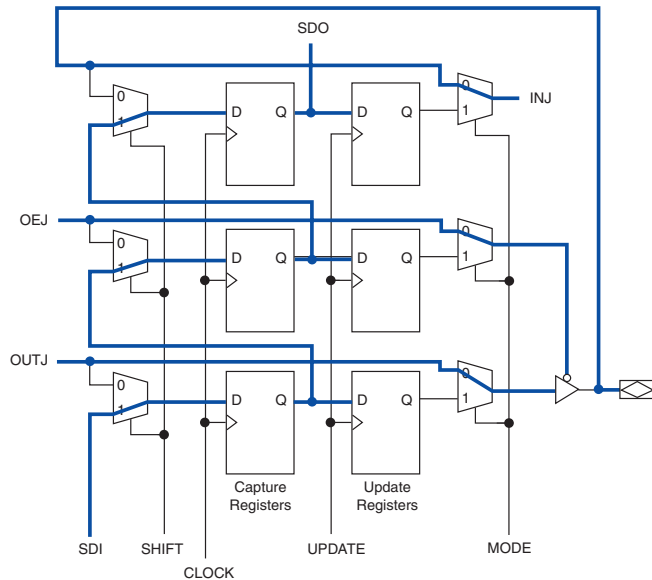 SDO
0
1
D Q
D Q
0
1
INJ
OEJ
0
1
D Q
D Q
0
1
OUTJ
0
1
D Q
D Q
0
1
Capture
Registers
Update
Registers
SDI
SHIFT
CLOCK
UPDATE
MODE